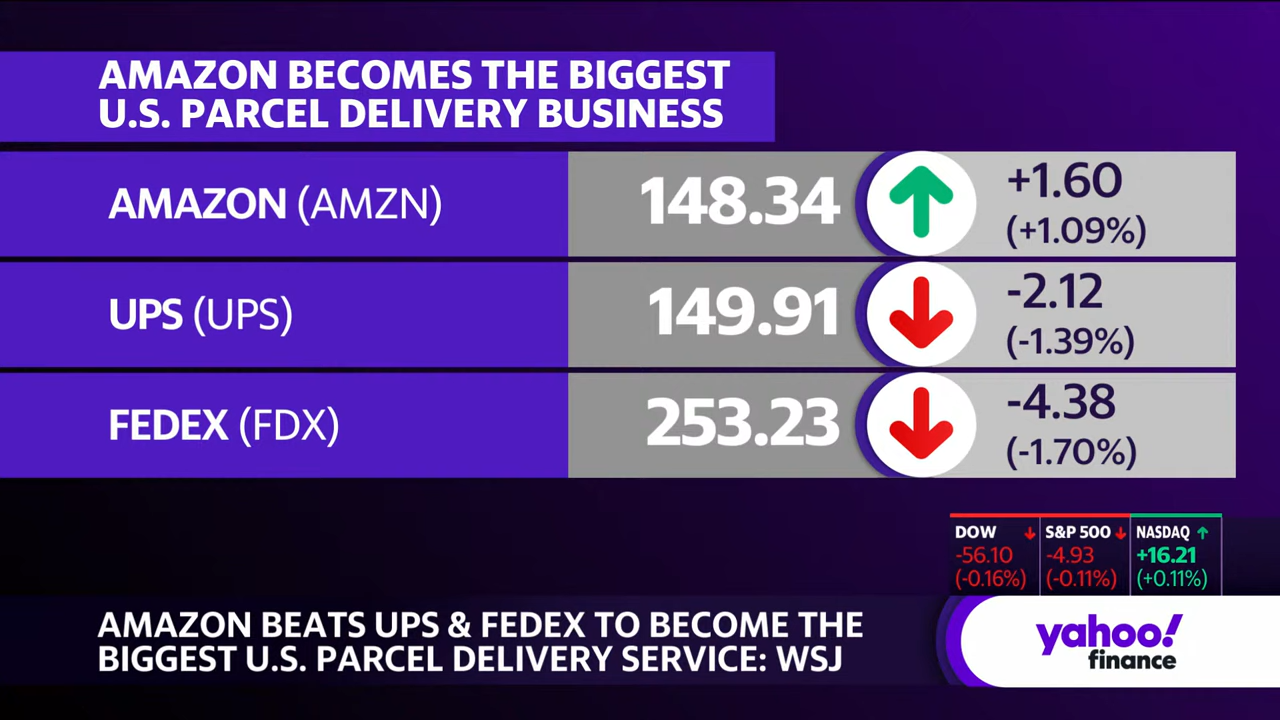 AMAZON BECOMES THE BIGGEST
U.S. PARCEL DELIVERY BUSINESS
AMAZON (AMZN) 148.34 +1.60
(+1.09%)
UPS (UPS) 149.91 -2.12
(-1.39%)
FEDEX (FDX) 253.23 -4.38
(-1.70%)
DOW S&P 500 NASDAQ
-56.10 -4.93 +16.21
(-0.16%) (-0.11%) (+0.11%)
AMAZON BEATS UPS & FEDEX TO BECOME THE
BIGGEST U.S. PARCEL DELIVERY SERVICE: WSJ
yahoo!
finance